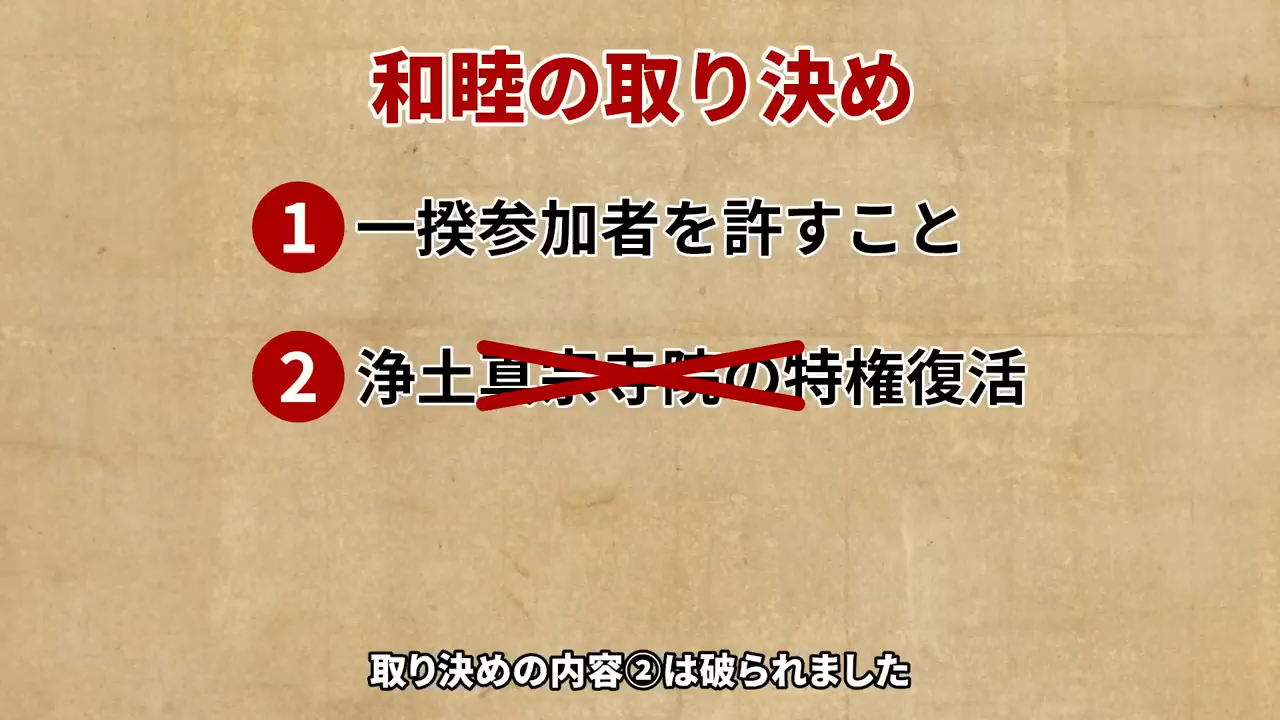 和睦の取り決め
1 一揆参加者を許すこと
2 浄土真宗寺院の特権復活
取り決めの内容②は破られました